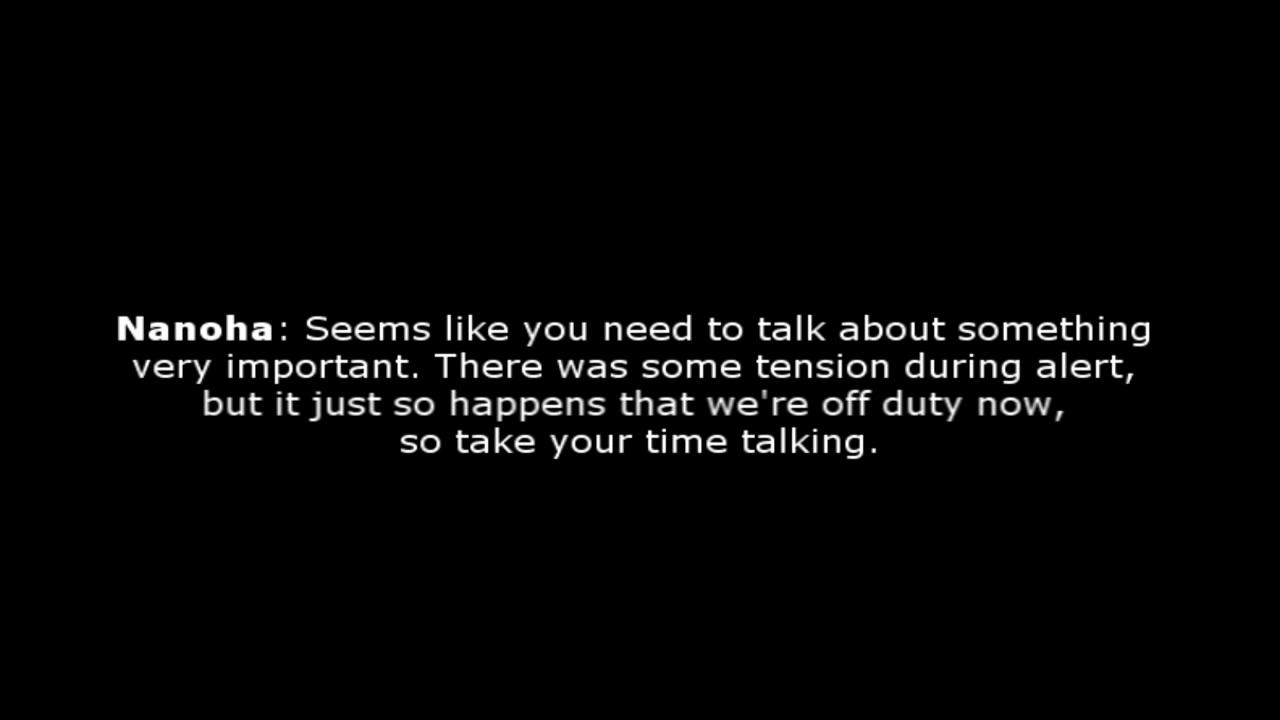 Nanoha: Seems like you need to talk about something
very important. There was some tension during alert,
but it just so happens that we're off duty now,
so take your time talking.